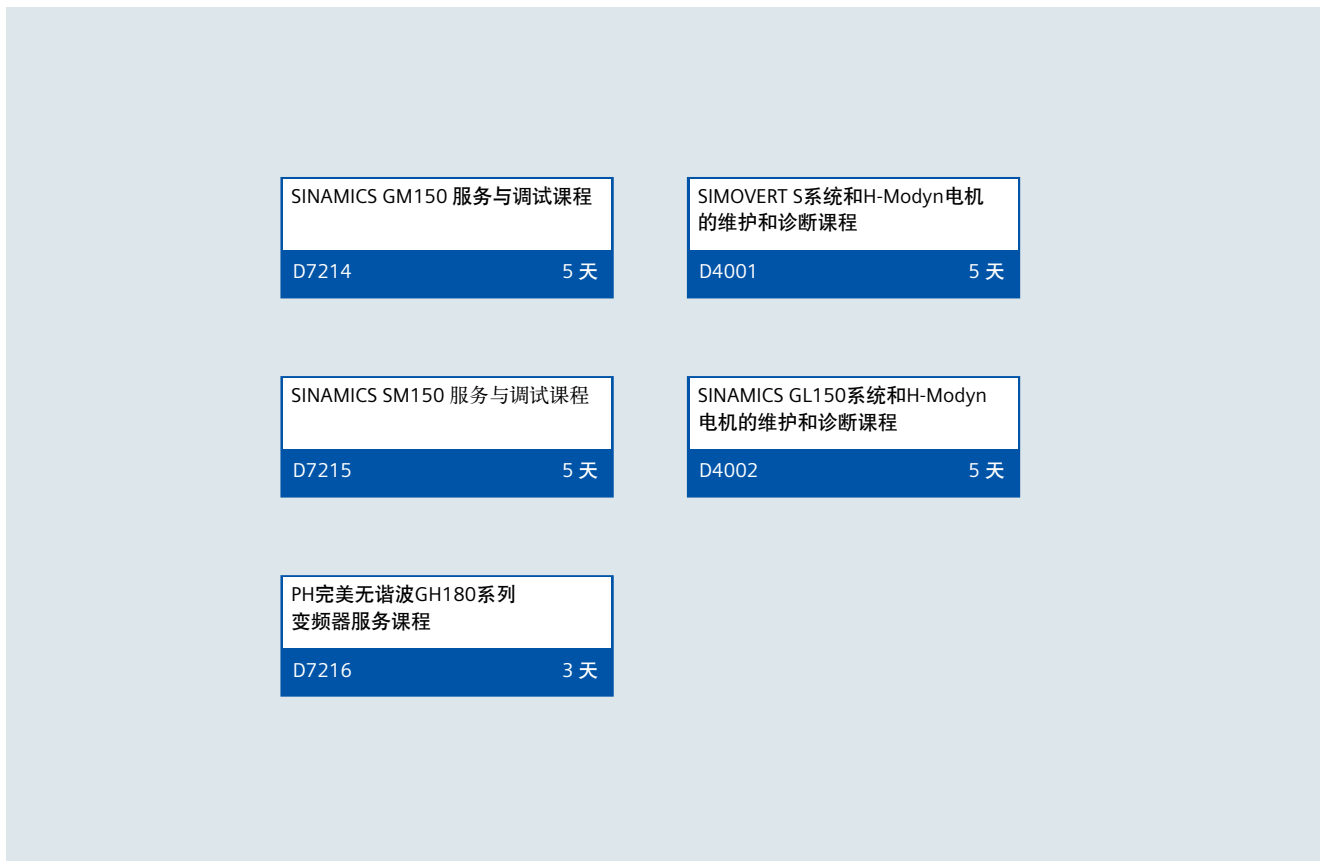 SINAMICS GM150 服务与调试课程
D7214 5 天
SIMOVERT S系统和H-Modyn电机
的维护和诊断课程
D4001 5 天
SINAMICS SM150 服务与调试课程
D7215 5 天
SINAMICS GL150系统和H-Modyn
电机的维护和诊断课程
D4002 5 天
PH完美无谐波GH180系列
变频器服务课程
D7216 3 天